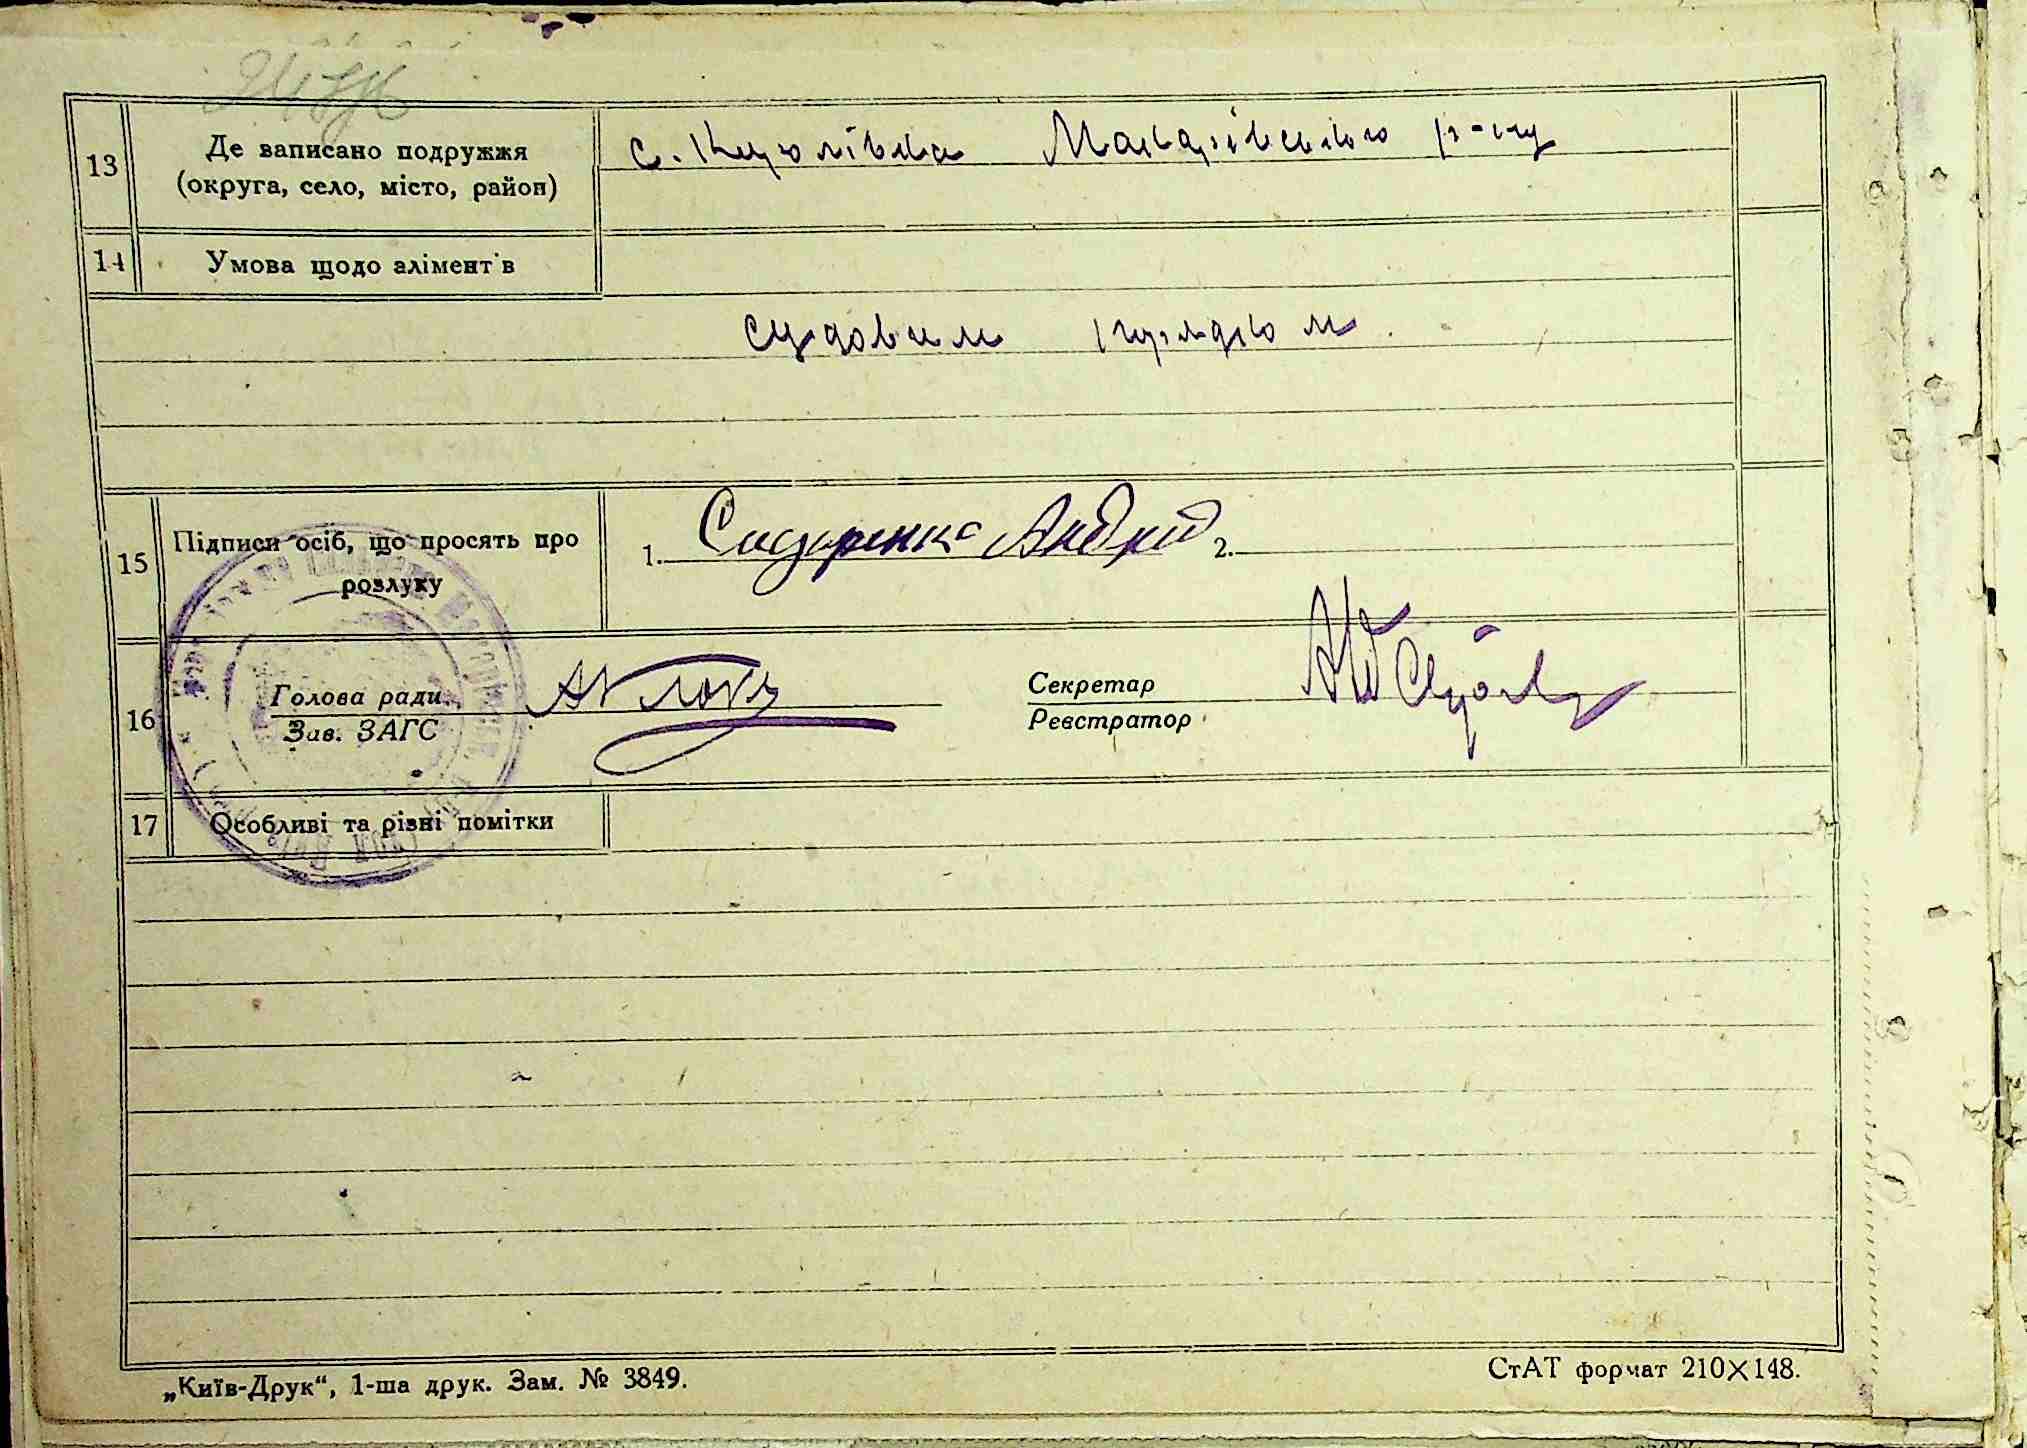 13
Де записано подружжя
(округа, село, місто, район)
с. Макарівського р-ну
14
Умова щодо алімент'в
судовим порядком.
15
Підписи осіб, що просять про
розлуку
1. Сидоренко Андрій 2.
16
Голова ради
Зав. ЗАГС
Секретар
Реєстратор
17
Особливі та різні помітки
„Київ-Друк“, 1-ша друк. Зам. № 3849.
СтАТ формат 210×148.